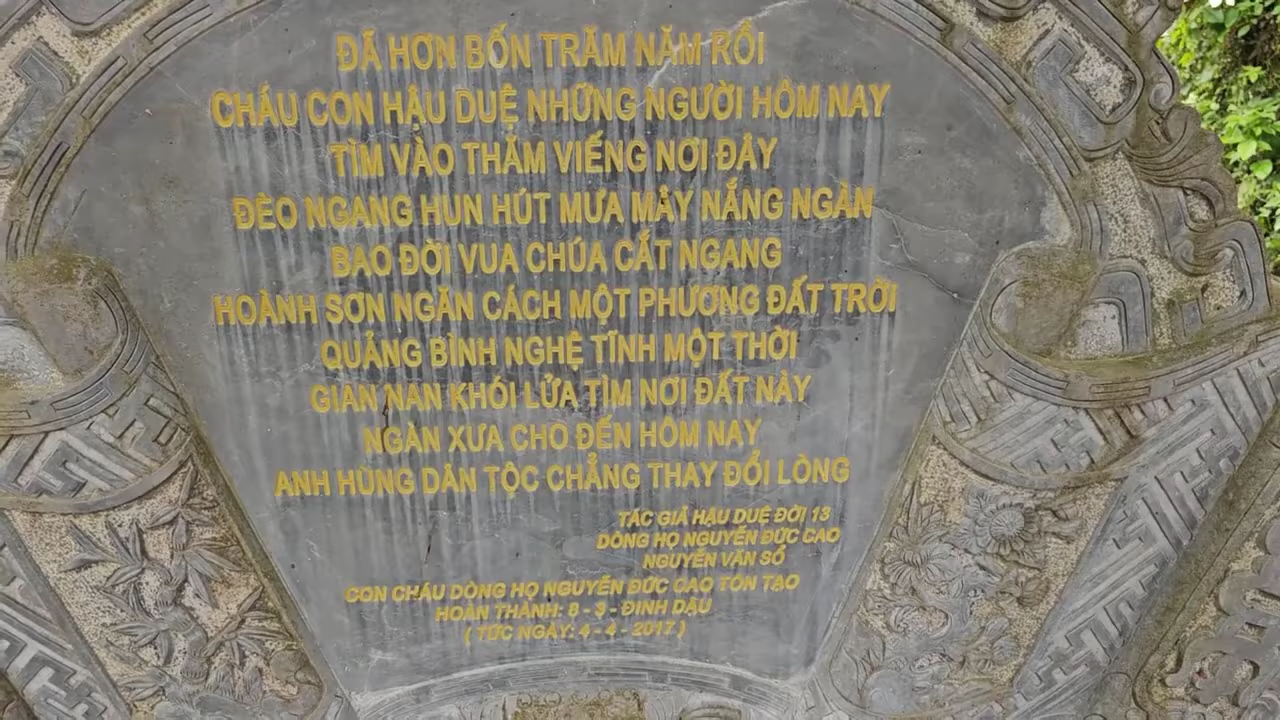 ĐÃ HƠN BỐN TRĂM NĂM RỒI
CHÁU CON HẬU DUỆ NHỮNG NGƯỜI HÔM NAY
TÌM VÀO THĂM VIẾNG NƠI ĐÂY
ĐÈO NGANG HUN HÚT MƯA MÂY NẮNG NGÀN
BAO ĐỜI VUA CHÚA CẮT NGANG
HOÀNH SƠN NGĂN CÁCH MỘT PHƯƠNG ĐẤT TRỜI
QUẢNG BÌNH NGHỆ TĨNH MỘT THỜI
GIAN NAN KHÓI LỬA TÌM NƠI ĐẤT NÀY
NGÀN XƯA CHO ĐẾN HÔM NAY
ANH HÙNG DÂN TỘC CHẲNG THAY ĐỔI LÒNG
TÁC GIẢ HẬU DUỆ ĐỜI 13
DÒNG HỌ NGUYỄN ĐỨC CAO
NGUYỄN VĂN SỔ
CON CHÁU DÒNG HỌ NGUYỄN ĐỨC CAO TÔN TẠO
HOÀN THÀNH: 8 - 3 - ĐINH DẬU
( TỨC NGÀY: 4 - 4 - 2017 )